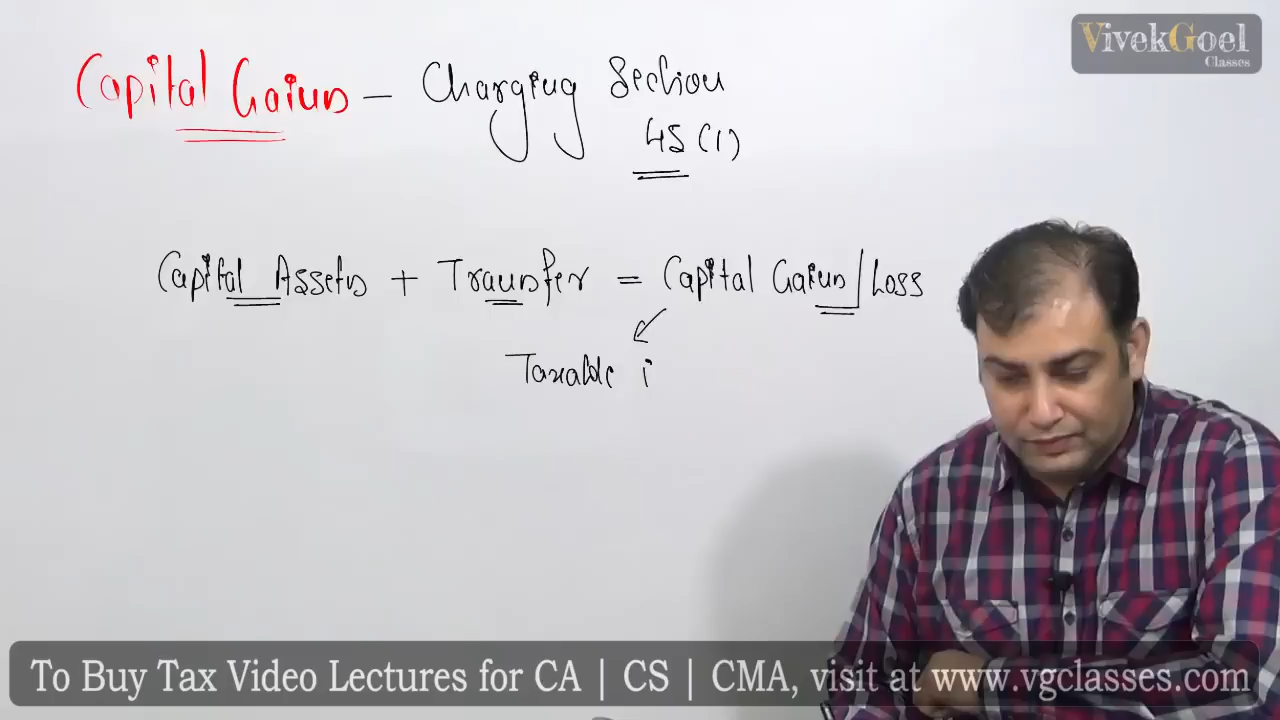 VivekGoel
Classes
Capital Gains – Charging Section
45(1)
Capital Assets + Transfer = Capital Gains/Loss
Taxable i
To Buy Tax Video Lectures for CA | CS | CMA, visit at www.vgclasses.com